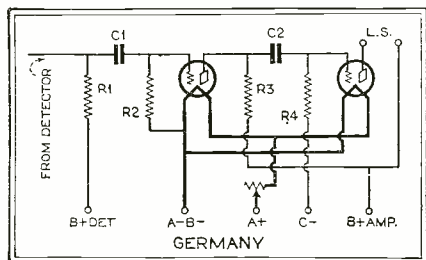 C1
C2
L.S.
R1
R2
R3
R4
FROM DETECTOR
B+DET
A-B-
A+
C-
B+AMP.
GERMANY